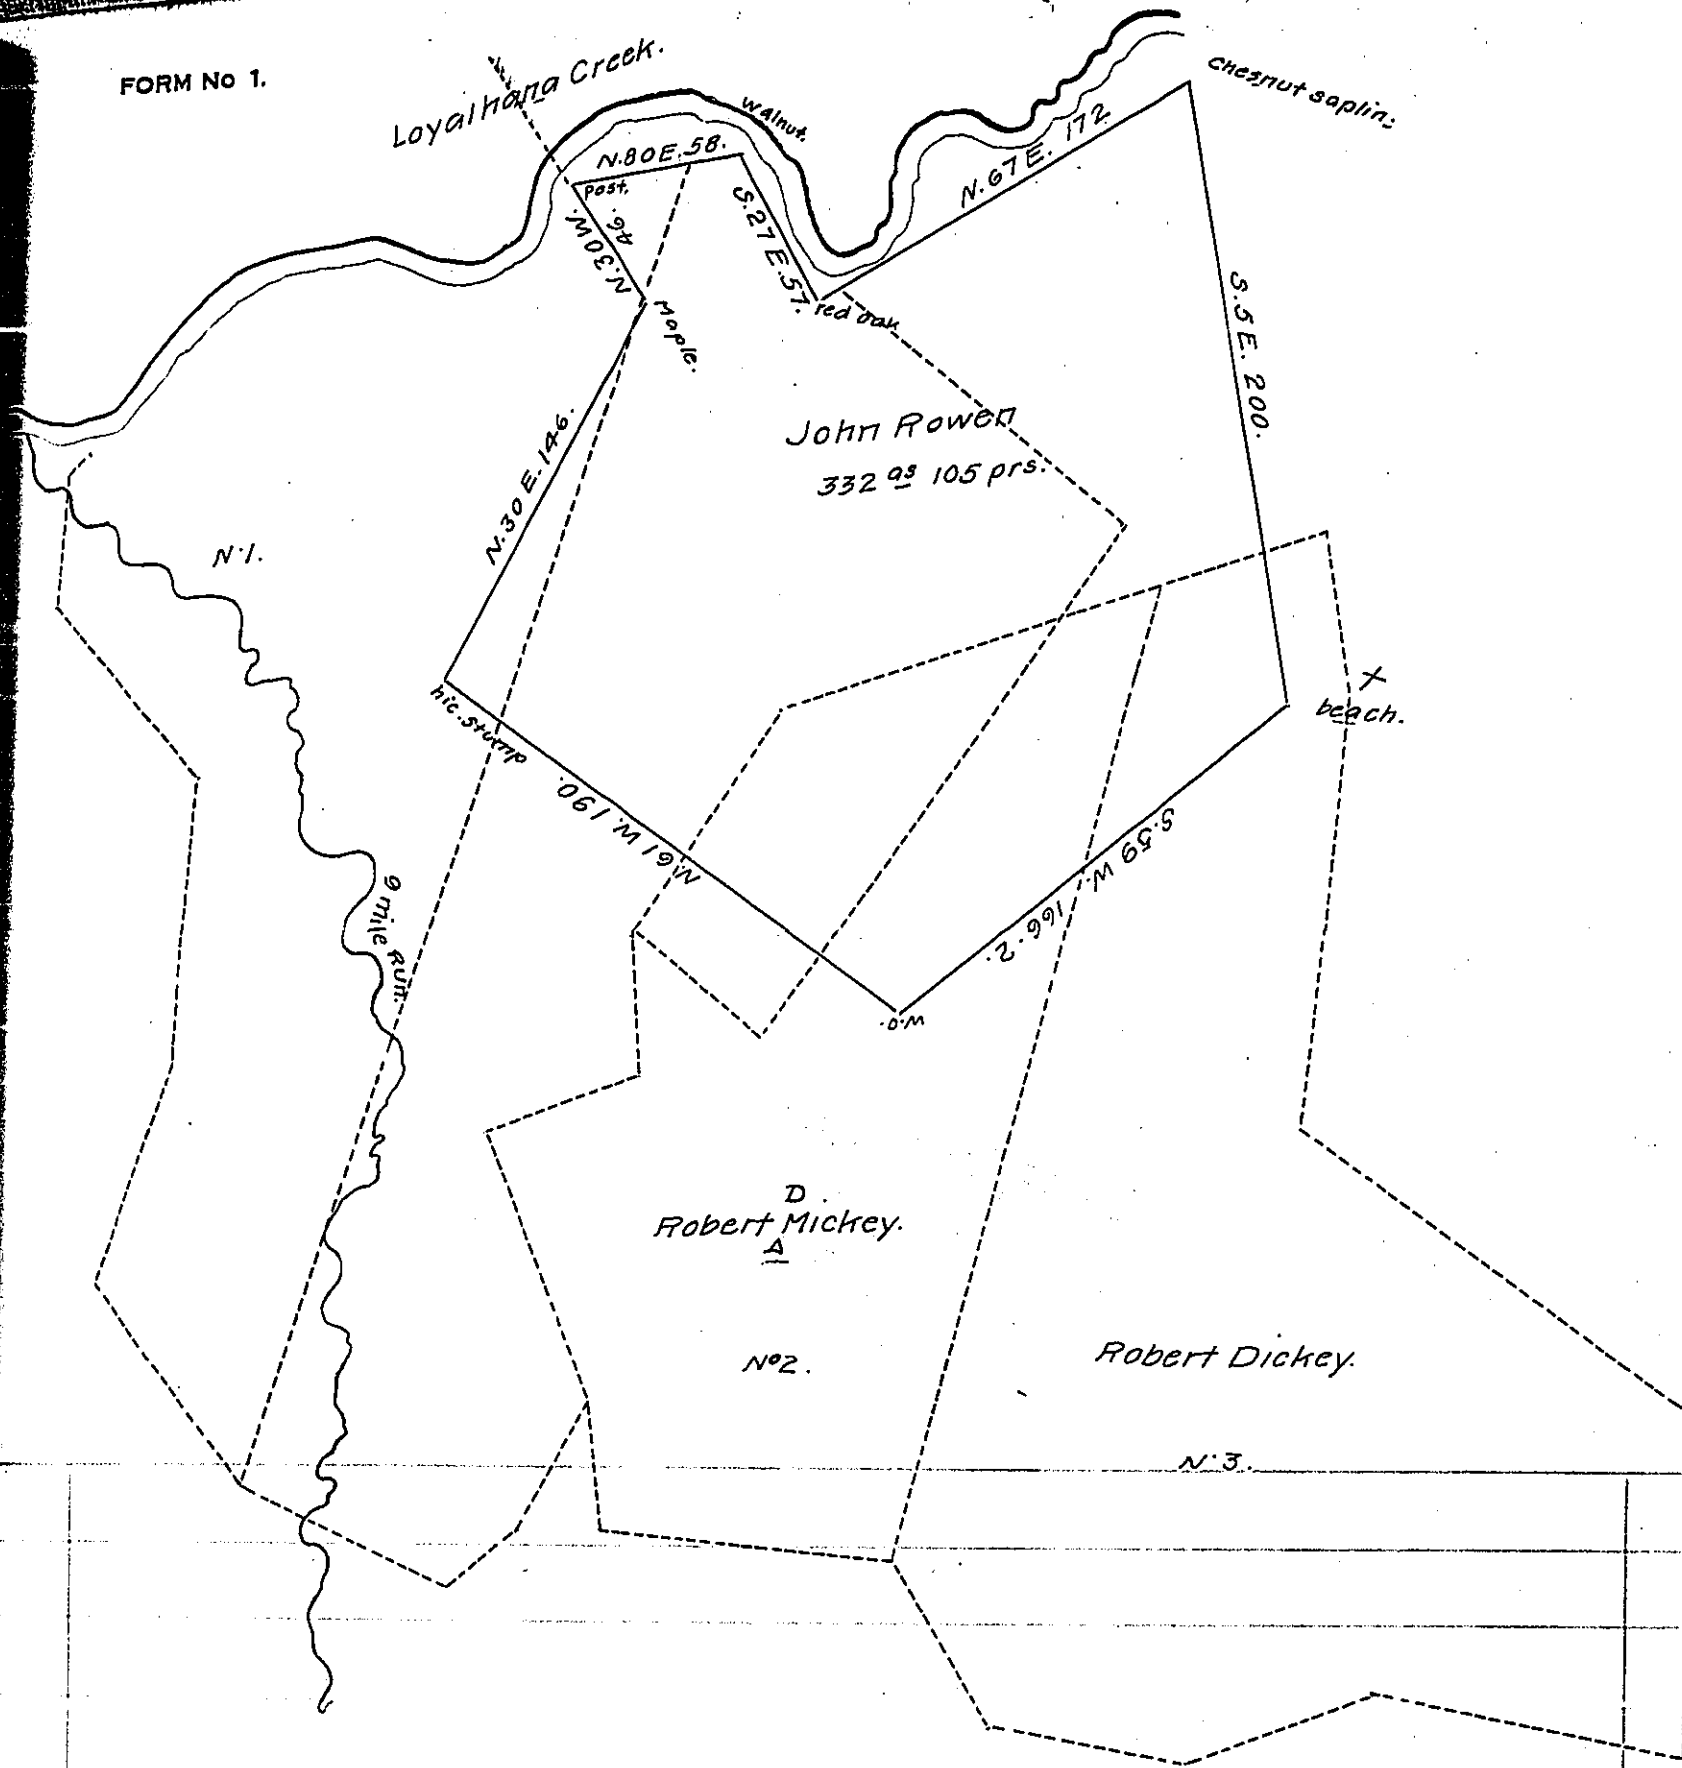 FORM No 1.
Loyalhana Creek.
walnut.
chesnut saplin:
N.80E.58.
post.
N.30W. 46.
S.27E.57.
N.67E. 172
Maple.
red oak
S.5E. 200.
John Rowen
332 as 105 prs.
N.30E.146.
N·1.
hic. stump
beach.
N.61W.190.
S.59 W. 166.2.
9 mile Run.
w.o.
D.
Robert Mickey.
A
No2.
Robert Dickey.
N·3.